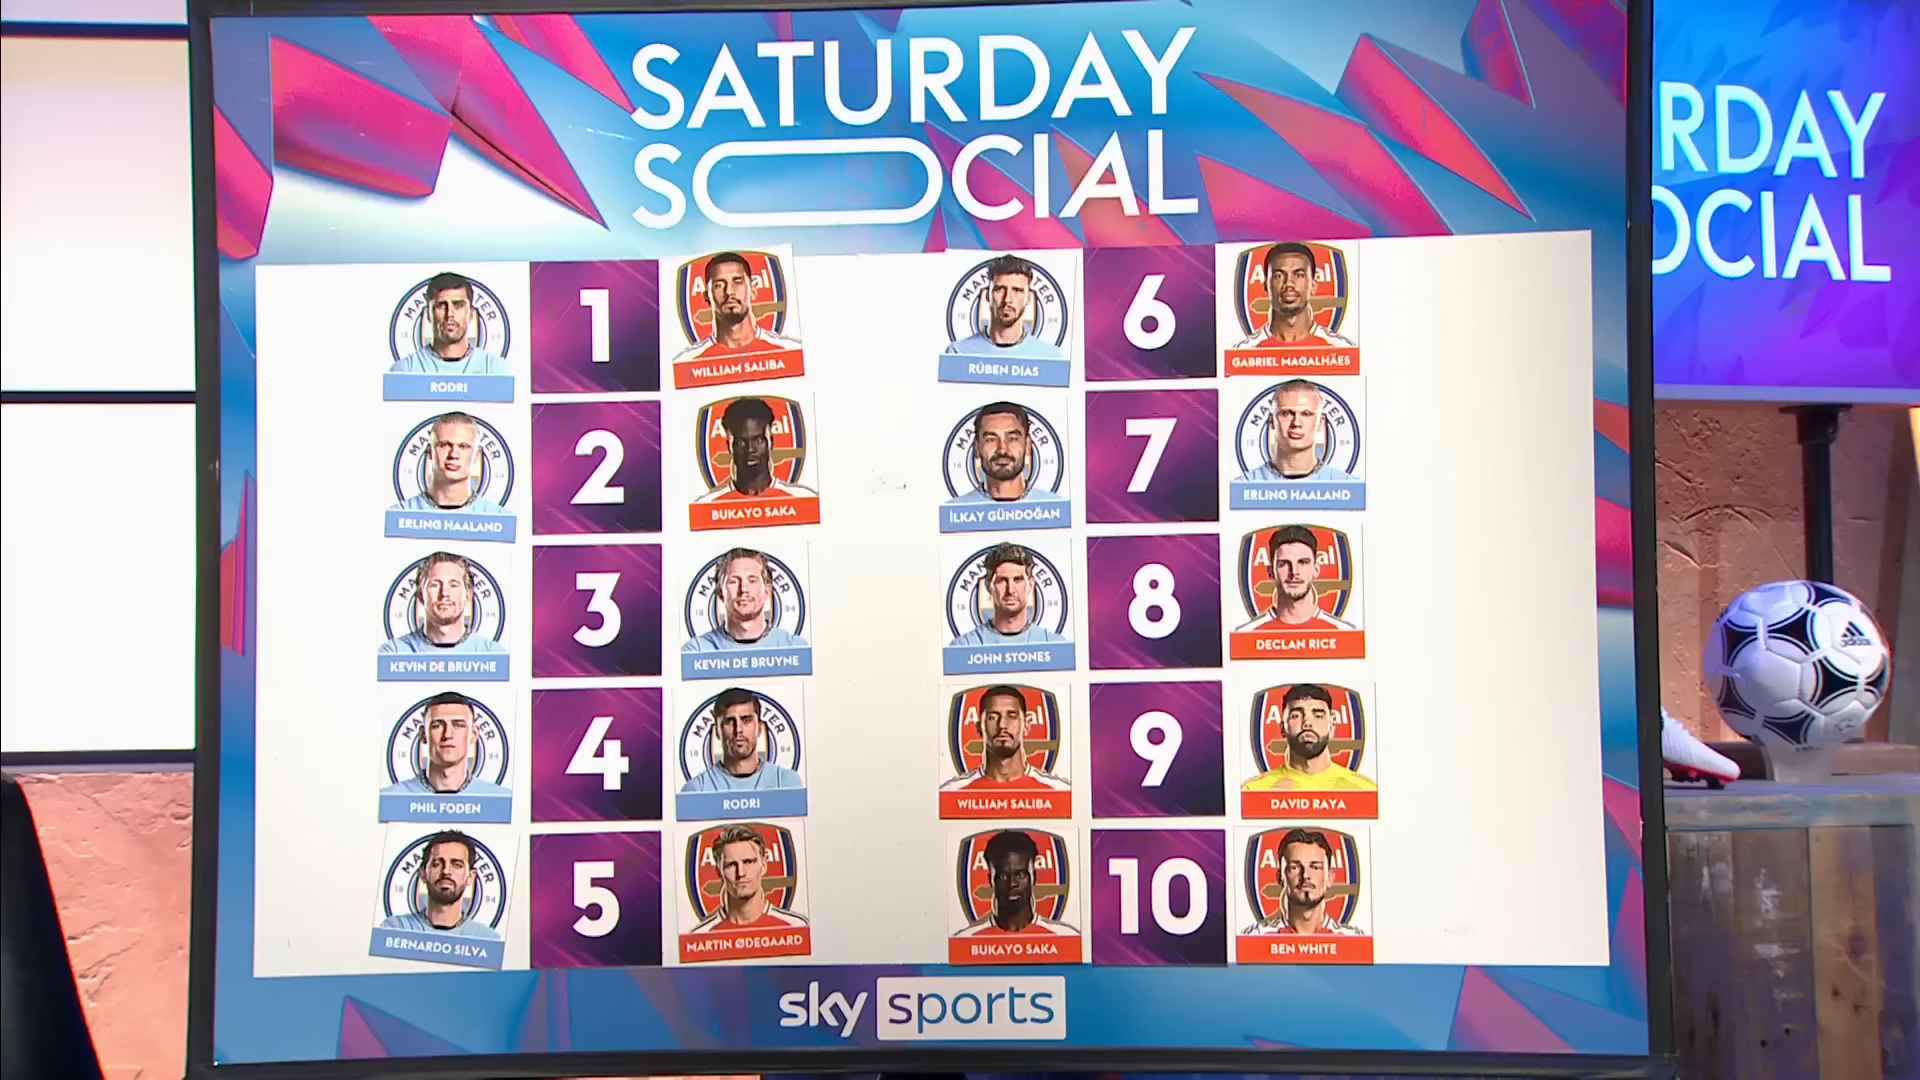 SATURDAY
SOCIAL
RDAY
OCIAL
RODRI
1
WILLIAM SALIBA
ERLING HAALAND
2
BUKAYO SAKA
KEVIN DE BRUYNE
3
KEVIN DE BRUYNE
PHIL FODEN
4
RODRI
BERNARDO SILVA
5
MARTIN ØDEGAARD
RÚBEN DIAS
6
GABRIEL MAGALHÃES
İLKAY GÜNDOĞAN
7
ERLING HAALAND
JOHN STONES
8
DECLAN RICE
WILLIAM SALIBA
9
DAVID RAYA
BUKAYO SAKA
10
BEN WHITE
sky sports
adidas